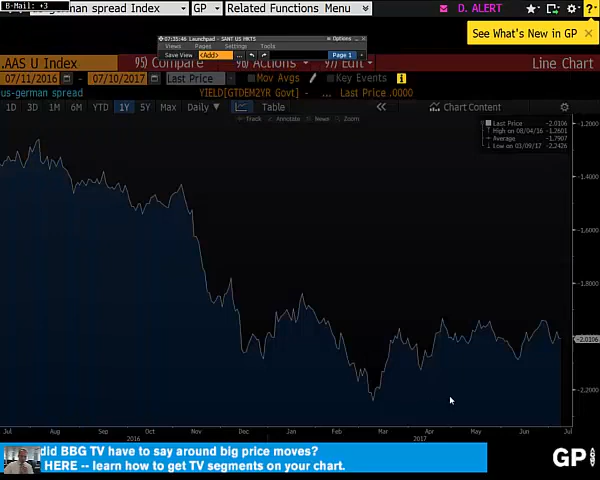 B-Mail: +3
german spread Index GP Related Functions Menu D. ALERT ?
See What's New in GP ×
07:35:46 Launchpad - SANT US MKTS Options
Views Pages Settings Tools
Save View <Add> Page 1
.AAS U Index 95) Compare 96) Actions 97) Edit Line Chart
07/11/2016 - 07/10/2017 Last Price Mov Avgs Key Events
us-german spread YIELD[GTDEM2YR Govt] - ... Last Price .0000
1D 3D 1M 6M YTD 1Y 5Y Max Daily Table Chart Content
Track Annotate News Zoom
Last Price -2.0106
High on 08/04/16 -1.2601
Average -1.7907
Low on 03/09/17 -2.2426
-1.2000
-1.4000
-1.6000
-1.8000
-2.0106
-2.2000
Jul Aug Sep Oct Nov Dec Jan Feb Mar Apr May Jun Jul
2016 2017
did BBG TV have to say around big price moves?
HERE -- learn how to get TV segments on your chart.
GP